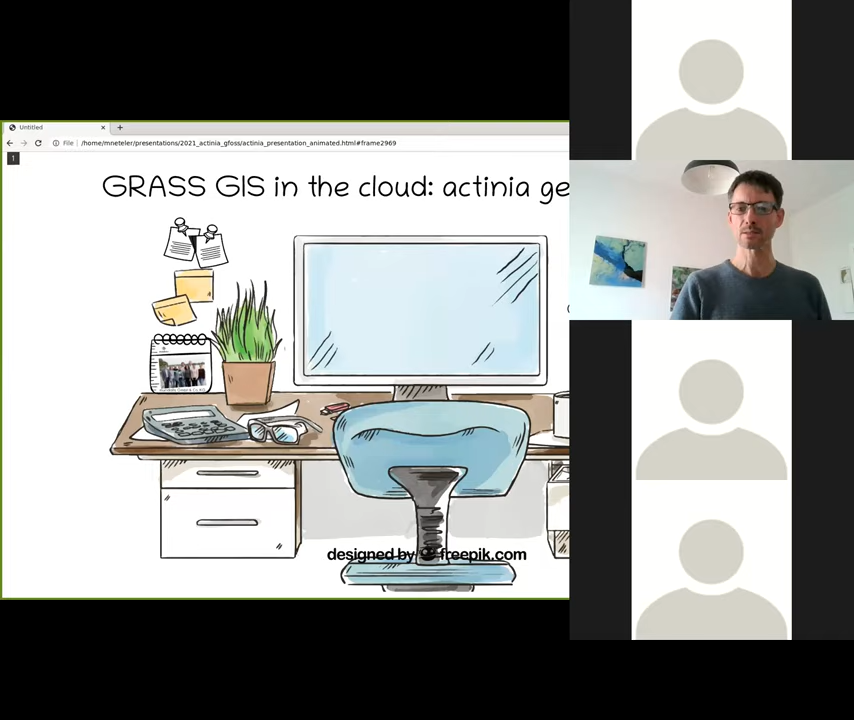 Untitled
File
/home/mneteler/presentations/2021_actinia_gfoss/actinia_presentation_animated.html#frame2969
1
GRASS GIS in the cloud: actinia ge
designed by freepik.com